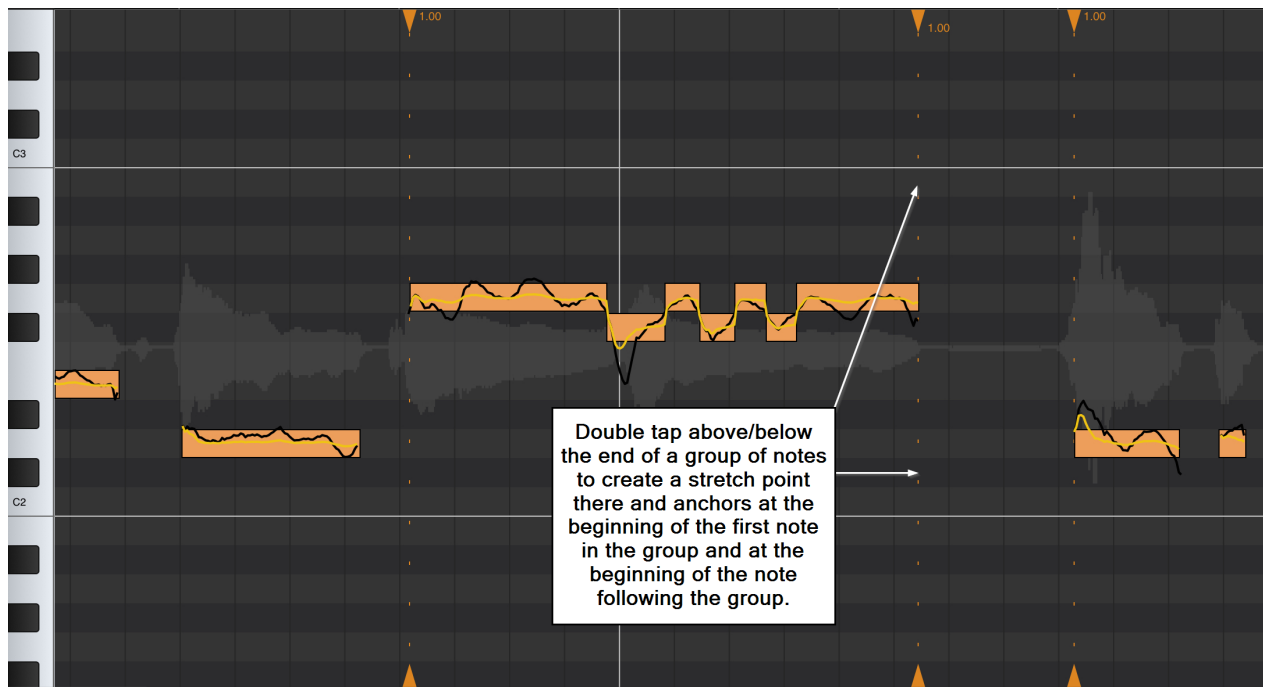 1.00
1.00
1.00
C3
Double tap above/below
the end of a group of notes
to create a stretch point
there and anchors at the
beginning of the first note
in the group and at the
beginning of the note
following the group.
C2